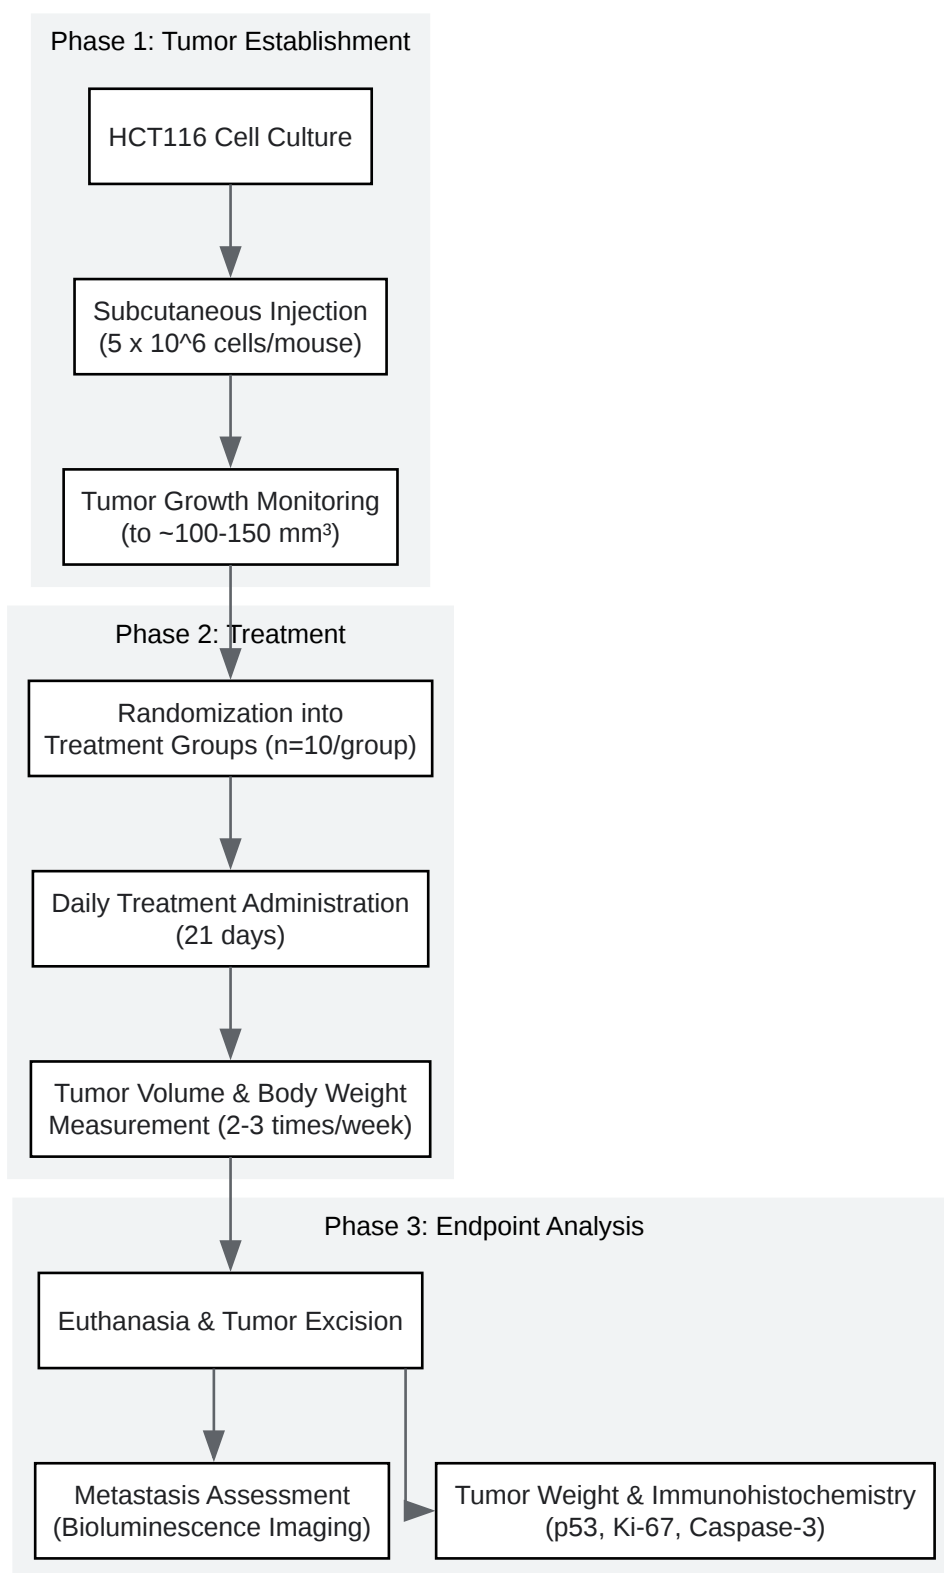 Phase 1: Tumor Establishment
HCT116 Cell Culture
Subcutaneous Injection
(5 x 10^6 cells/mouse)
Tumor Growth Monitoring
(to ~100-150 mm³)
Phase 2: Treatment
Randomization into
Treatment Groups (n=10/group)
Daily Treatment Administration
(21 days)
Tumor Volume & Body Weight
Measurement (2-3 times/week)
Phase 3: Endpoint Analysis
Euthanasia & Tumor Excision
Metastasis Assessment
(Bioluminescence Imaging)
Tumor Weight & Immunohistochemistry
(p53, Ki-67, Caspase-3)